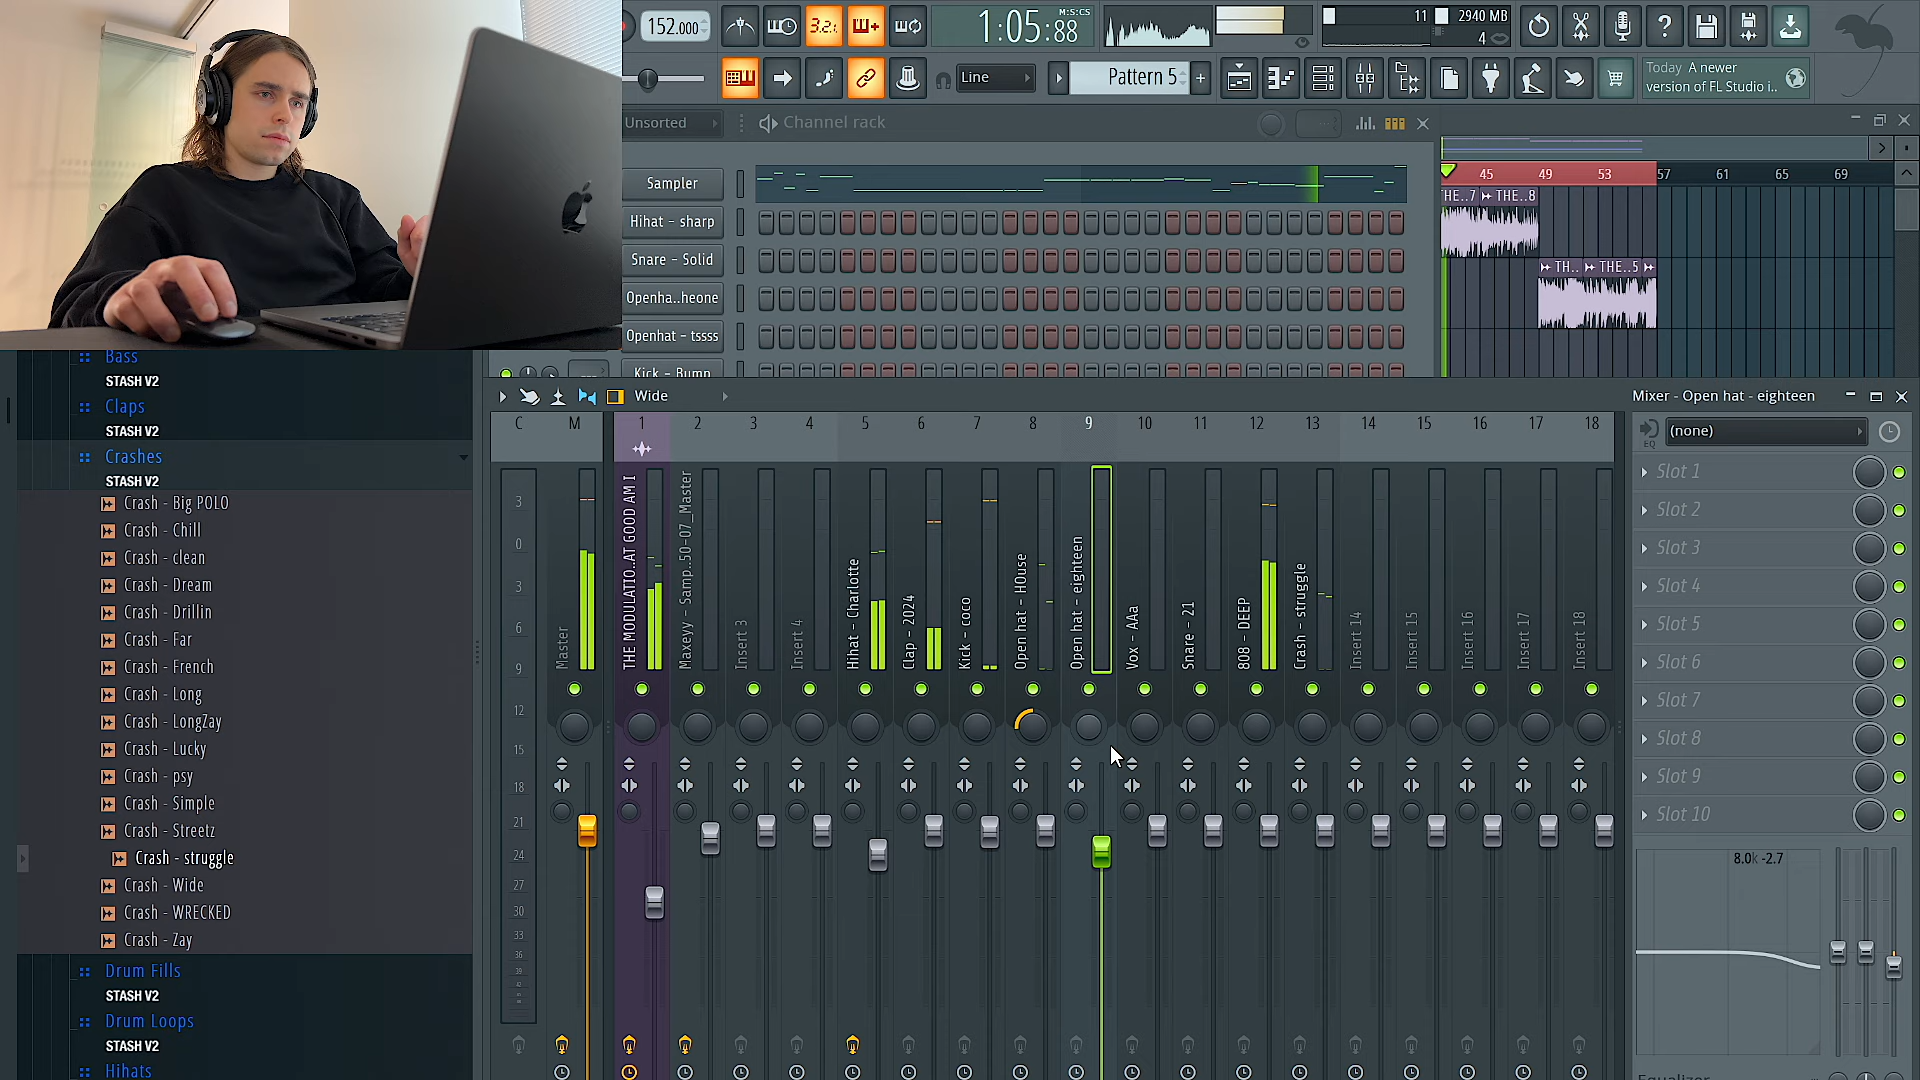 152.000
3.2.
1:05:88
M:S:CS
11
2940 MB
4
Line
Pattern 5
Today A newer
version of FL Studio i..
Unsorted
Channel rack
Sampler
Hihat - sharp
Snare - Solid
Openha..heone
Openhat - tssss
Kick - Bump
45 49 53 57 61 65 69
THE..7 THE..8
TH.. THE..5
Bass
STASH V2
Claps
STASH V2
Crashes
STASH V2
Crash - Big POLO
Crash - Chill
Crash - clean
Crash - Dream
Crash - Drillin
Crash - Far
Crash - French
Crash - Long
Crash - LongZay
Crash - Lucky
Crash - psy
Crash - Simple
Crash - Streetz
Crash - struggle
Crash - Wide
Crash - WRECKED
Crash - Zay
Drum Fills
STASH V2
Drum Loops
STASH V2
Hihats
Wide
C M 1 2 3 4 5 6 7 8 9 10 11 12 13 14 15 16 17 18
3
0
3
6
9
12
15
18
21
24
27
30
33
36
39
Master
THE MODULATIO..AT GOOD AM I
Maxeyy - Samp..50-07_Master
Insert 3
Insert 4
Hihat - Charlotte
Clap - 2024
Kick - coco
Open hat - HOuse
Open hat - eighteen
Vox - AAa
Snare - 21
808 - DEEP
Crash - struggle
Insert 14
Insert 15
Insert 16
Insert 17
Insert 18
Mixer - Open hat - eighteen
EQ
(none)
Slot 1
Slot 2
Slot 3
Slot 4
Slot 5
Slot 6
Slot 7
Slot 8
Slot 9
Slot 10
8.0k -2.7
Equalizer